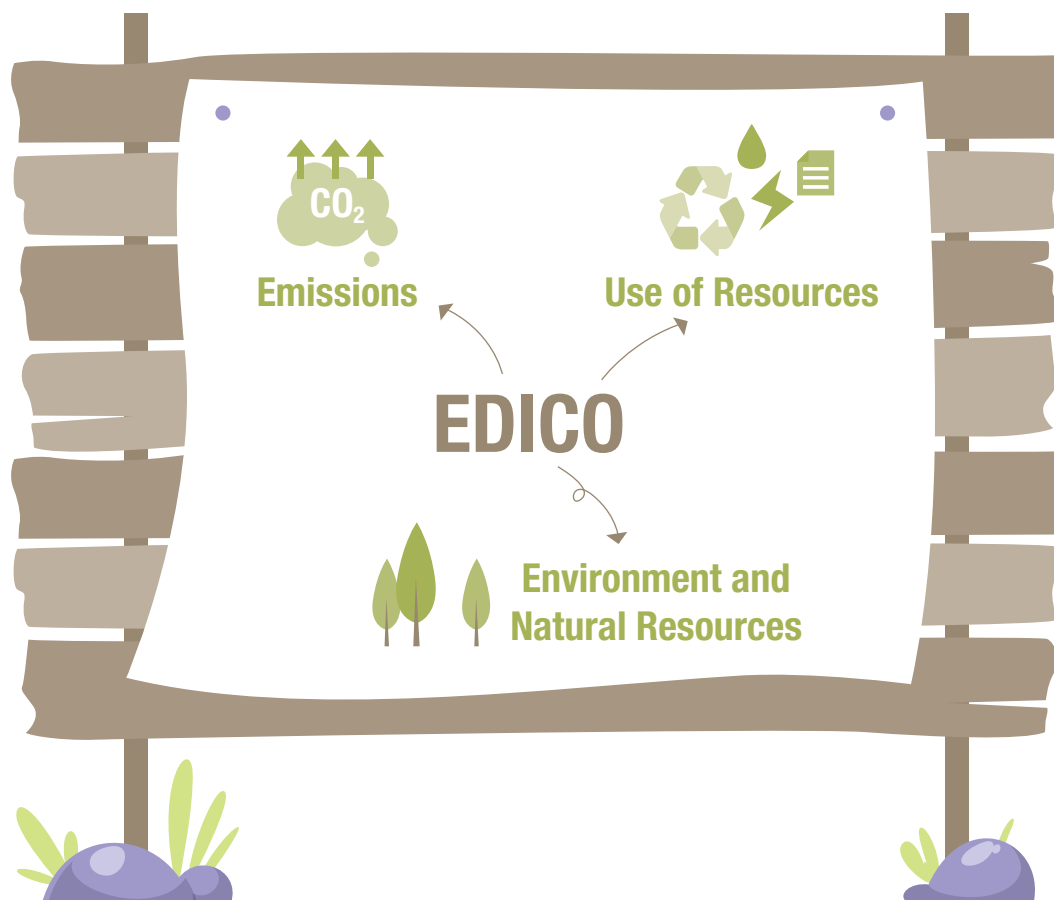 CO₂
Emissions
Use of Resources
EDICO
Environment and
Natural Resources